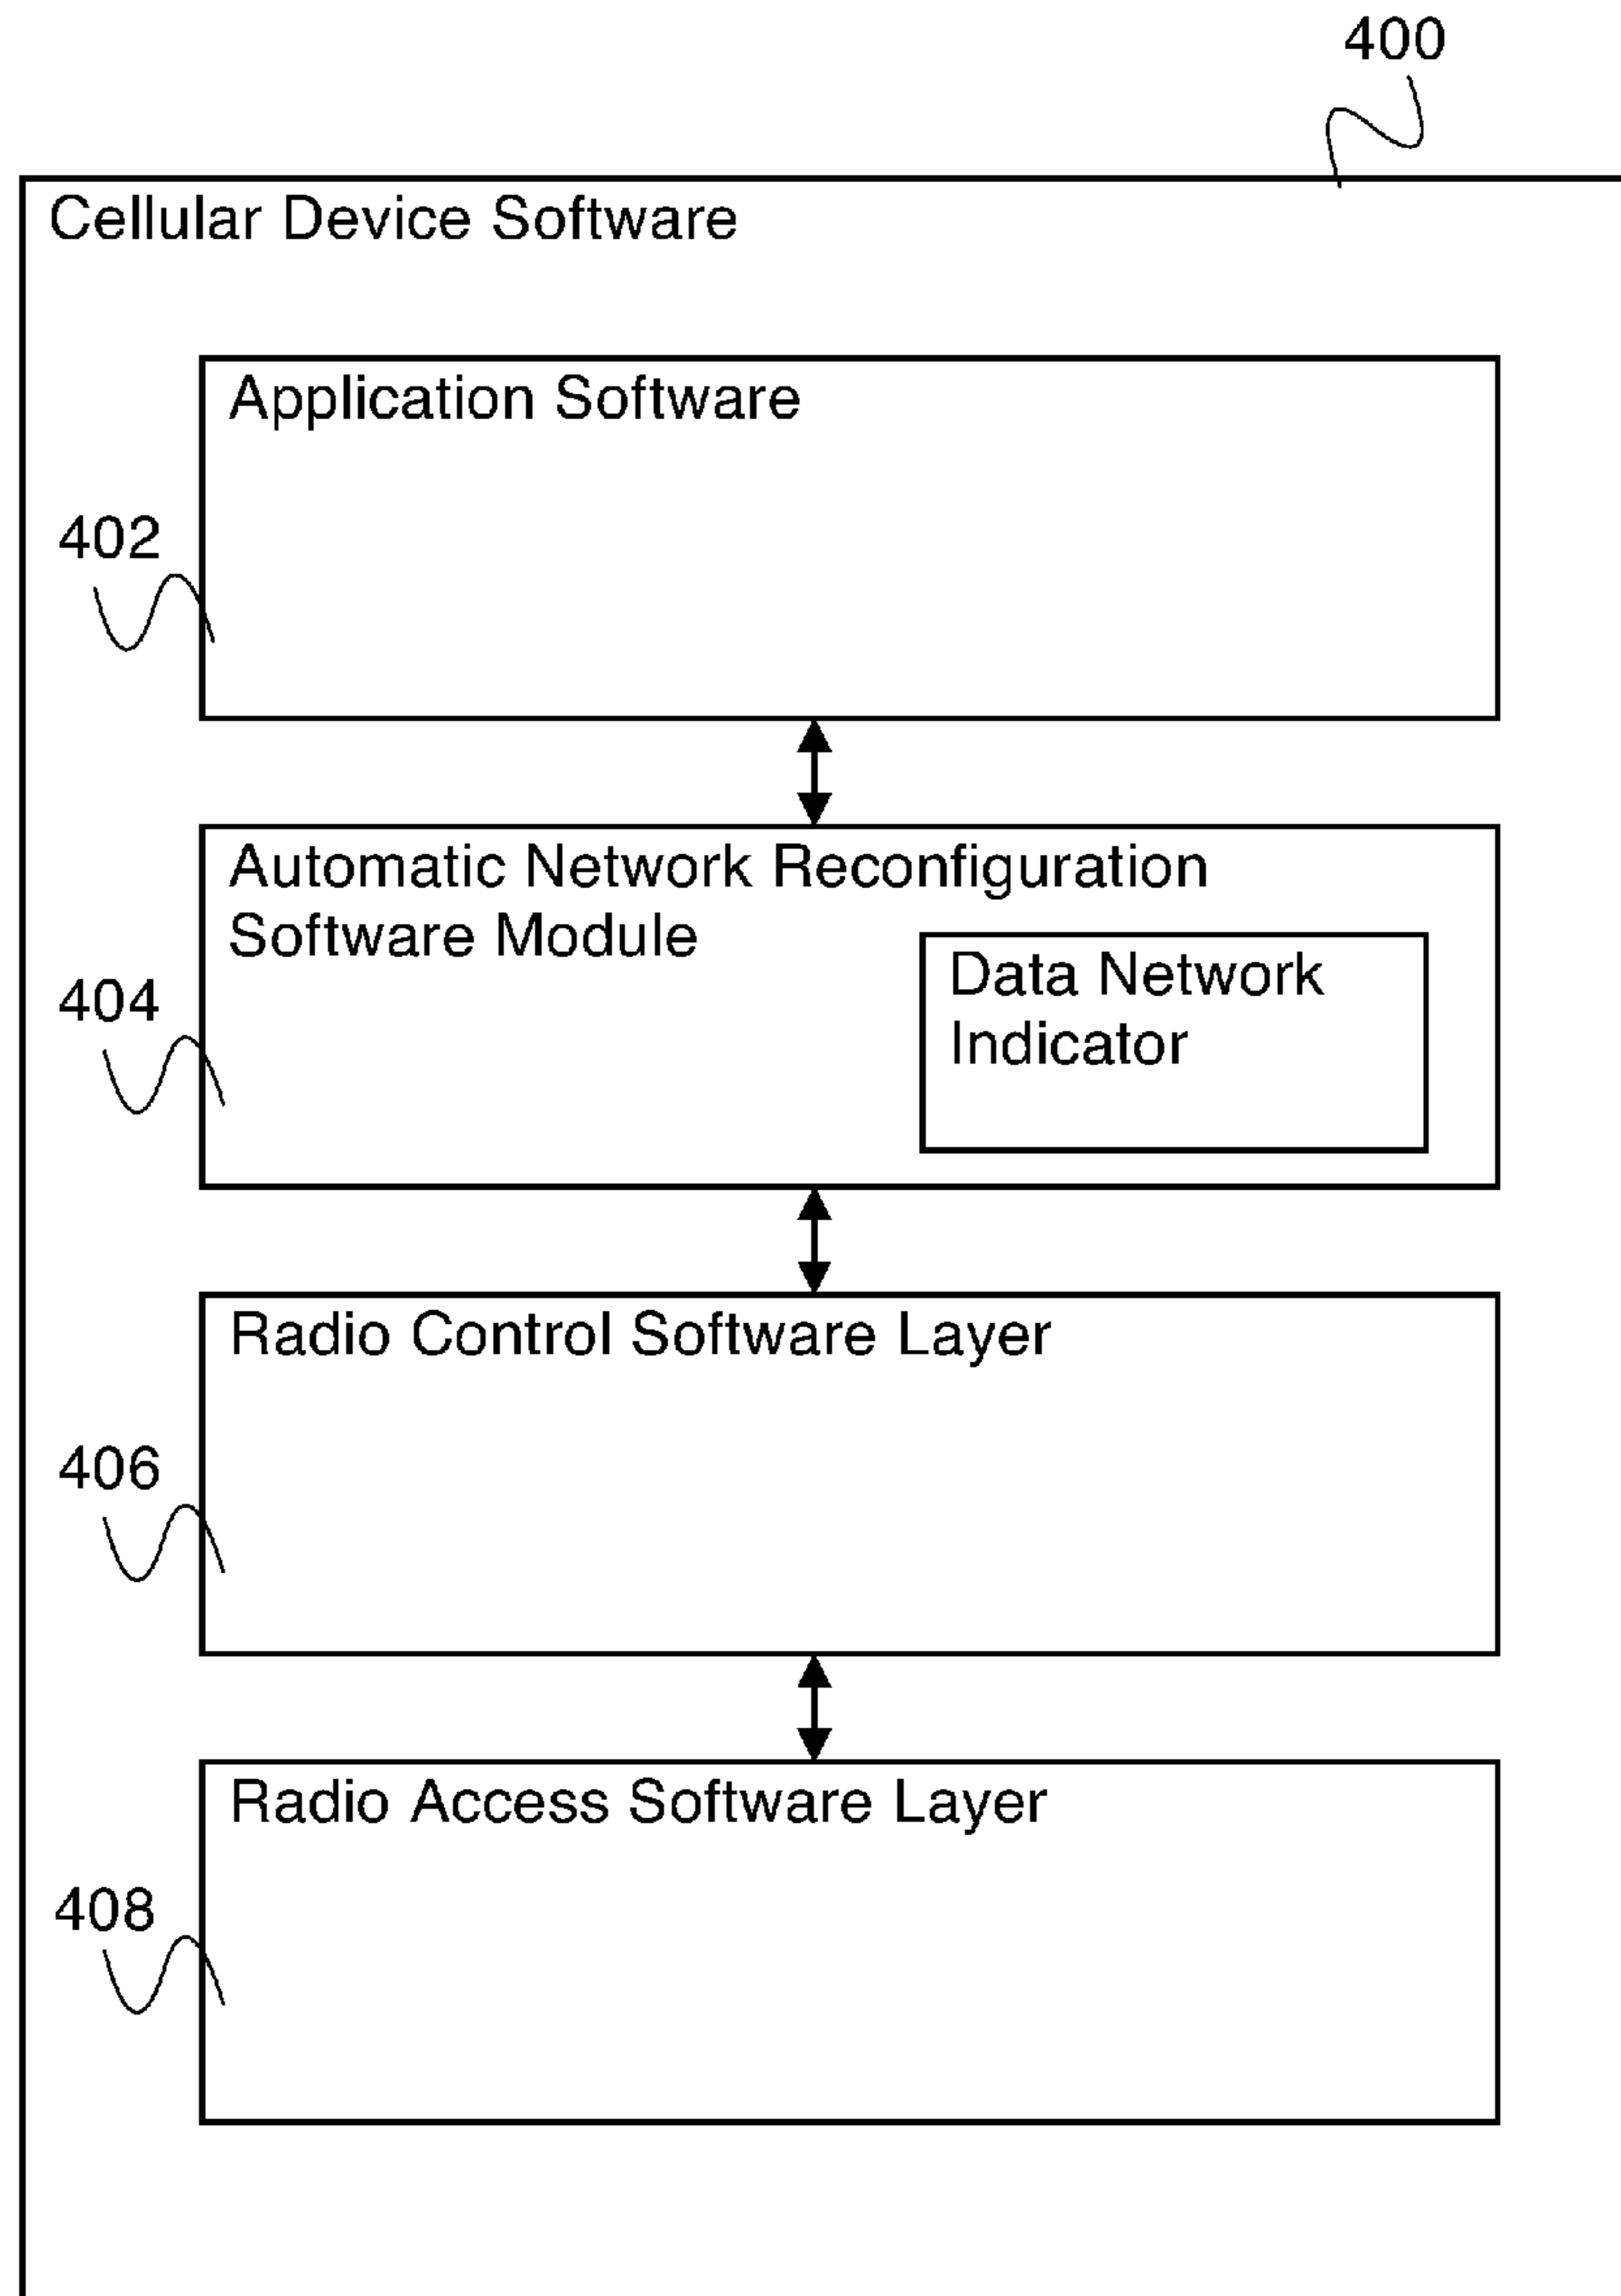 400
Cellular Device Software
Application Software
402
Automatic Network Reconfiguration
Software Module
Data Network
Indicator
404
Radio Control Software Layer
406
Radio Access Software Layer
408